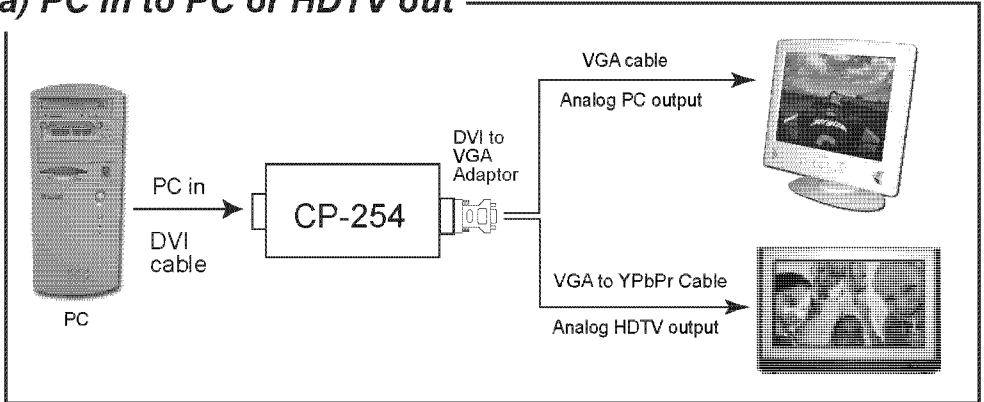 a) PC in to PC or HDTV out
VGA cable
Analog PC output
DVI to
VGA
Adaptor
PC in
CP-254
DVI
cable
VGA to YPbPr Cable
Analog HDTV output
PC